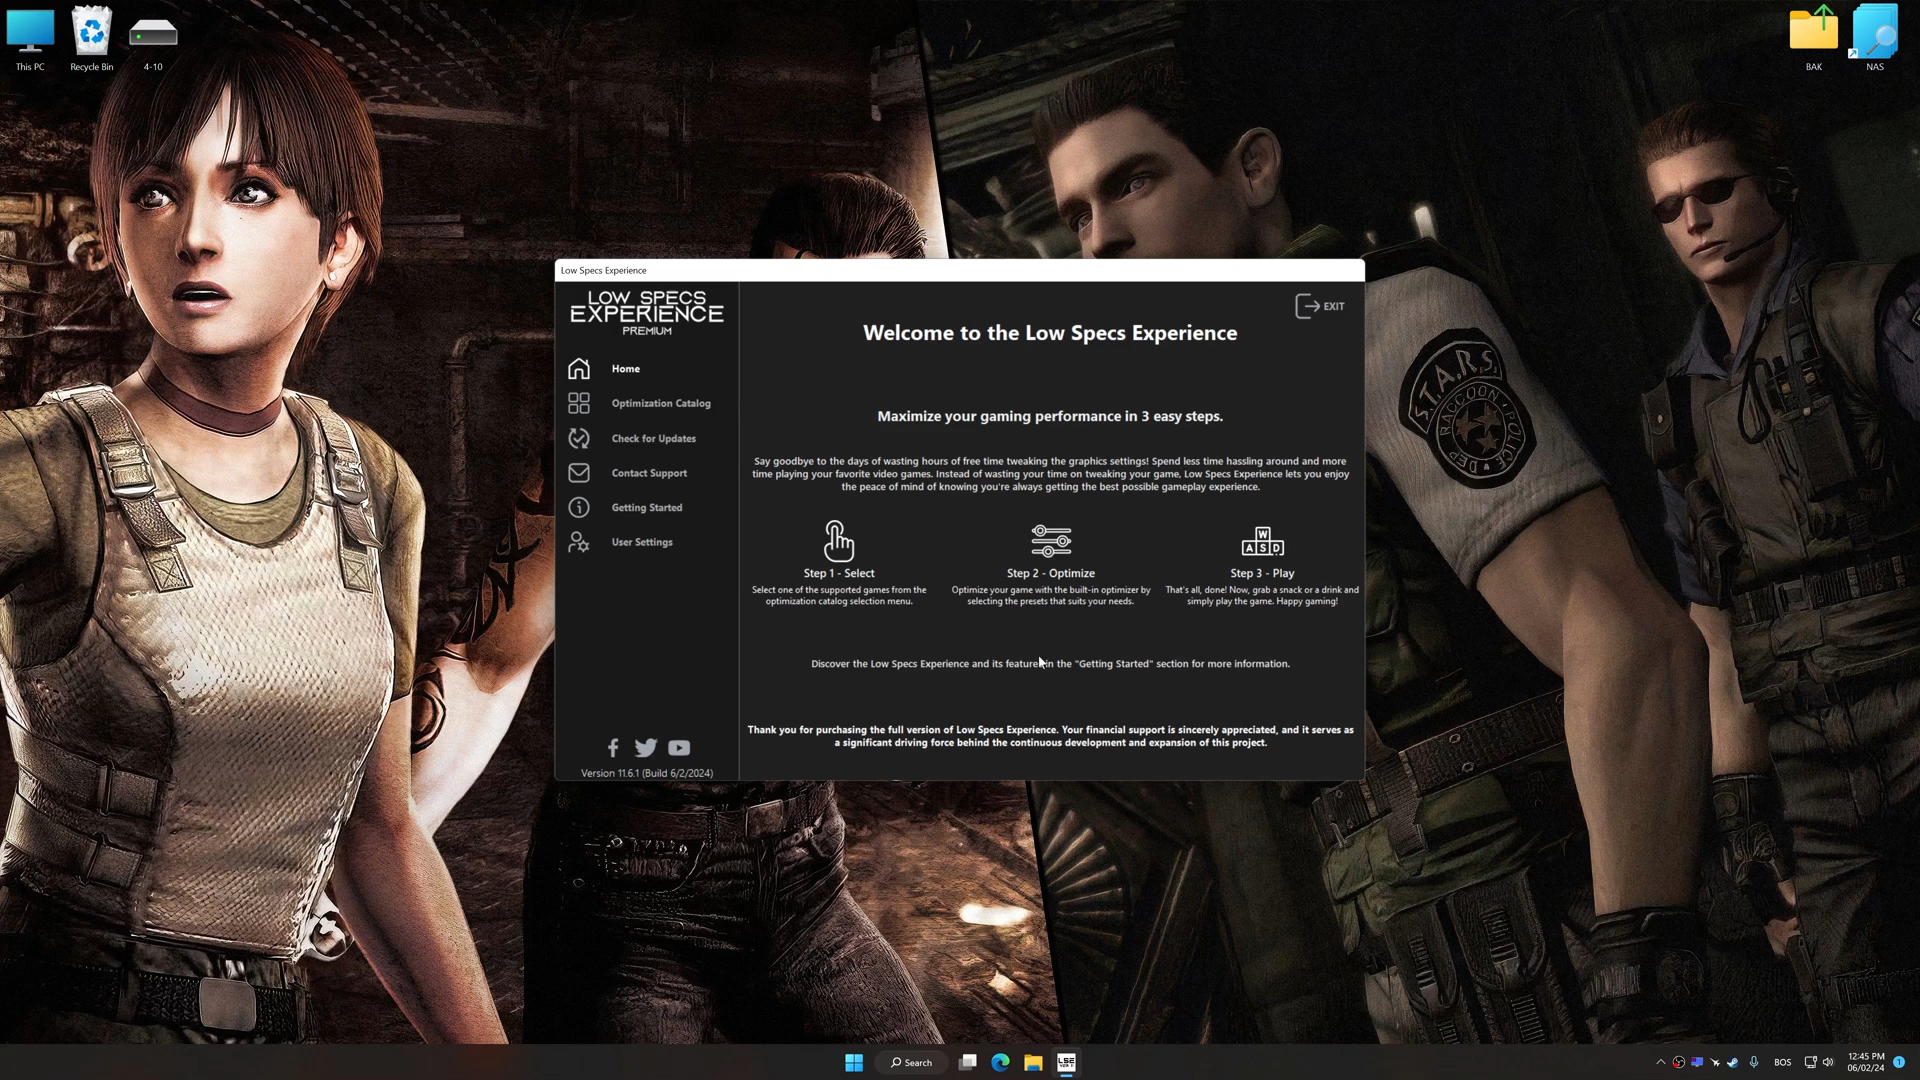 This PC
Recycle Bin
4-10
BAK
NAS
Low Specs Experience
LOW SPECS
EXPERIENCE
PREMIUM
Home
Optimization Catalog
Check for Updates
Contact Support
Getting Started
User Settings
Version 11.6.1 (Build 6/2/2024)
EXIT
Welcome to the Low Specs Experience
Maximize your gaming performance in 3 easy steps.
Say goodbye to the days of wasting hours of free time tweaking the graphics settings! Spend less time hassling around and more
time playing your favorite video games. Instead of wasting your time on tweaking your game, Low Specs Experience lets you enjoy
the peace of mind of knowing you're always getting the best possible gameplay experience.
Step 1 - Select
Select one of the supported games from the
optimization catalog selection menu.
Step 2 - Optimize
Optimize your game with the built-in optimizer by
selecting the presets that suits your needs.
W
A S D
Step 3 - Play
That's all, done! Now, grab a snack or a drink and
simply play the game. Happy gaming!
Discover the Low Specs Experience and its features in the "Getting Started" section for more information.
Thank you for purchasing the full version of Low Specs Experience. Your financial support is sincerely appreciated, and it serves as
a significant driving force behind the continuous development and expansion of this project.
S.T.A.R.S.
RACCOON POLICE
DEPT
Search
LSE
BOS
12:45 PM
06/02/24
1